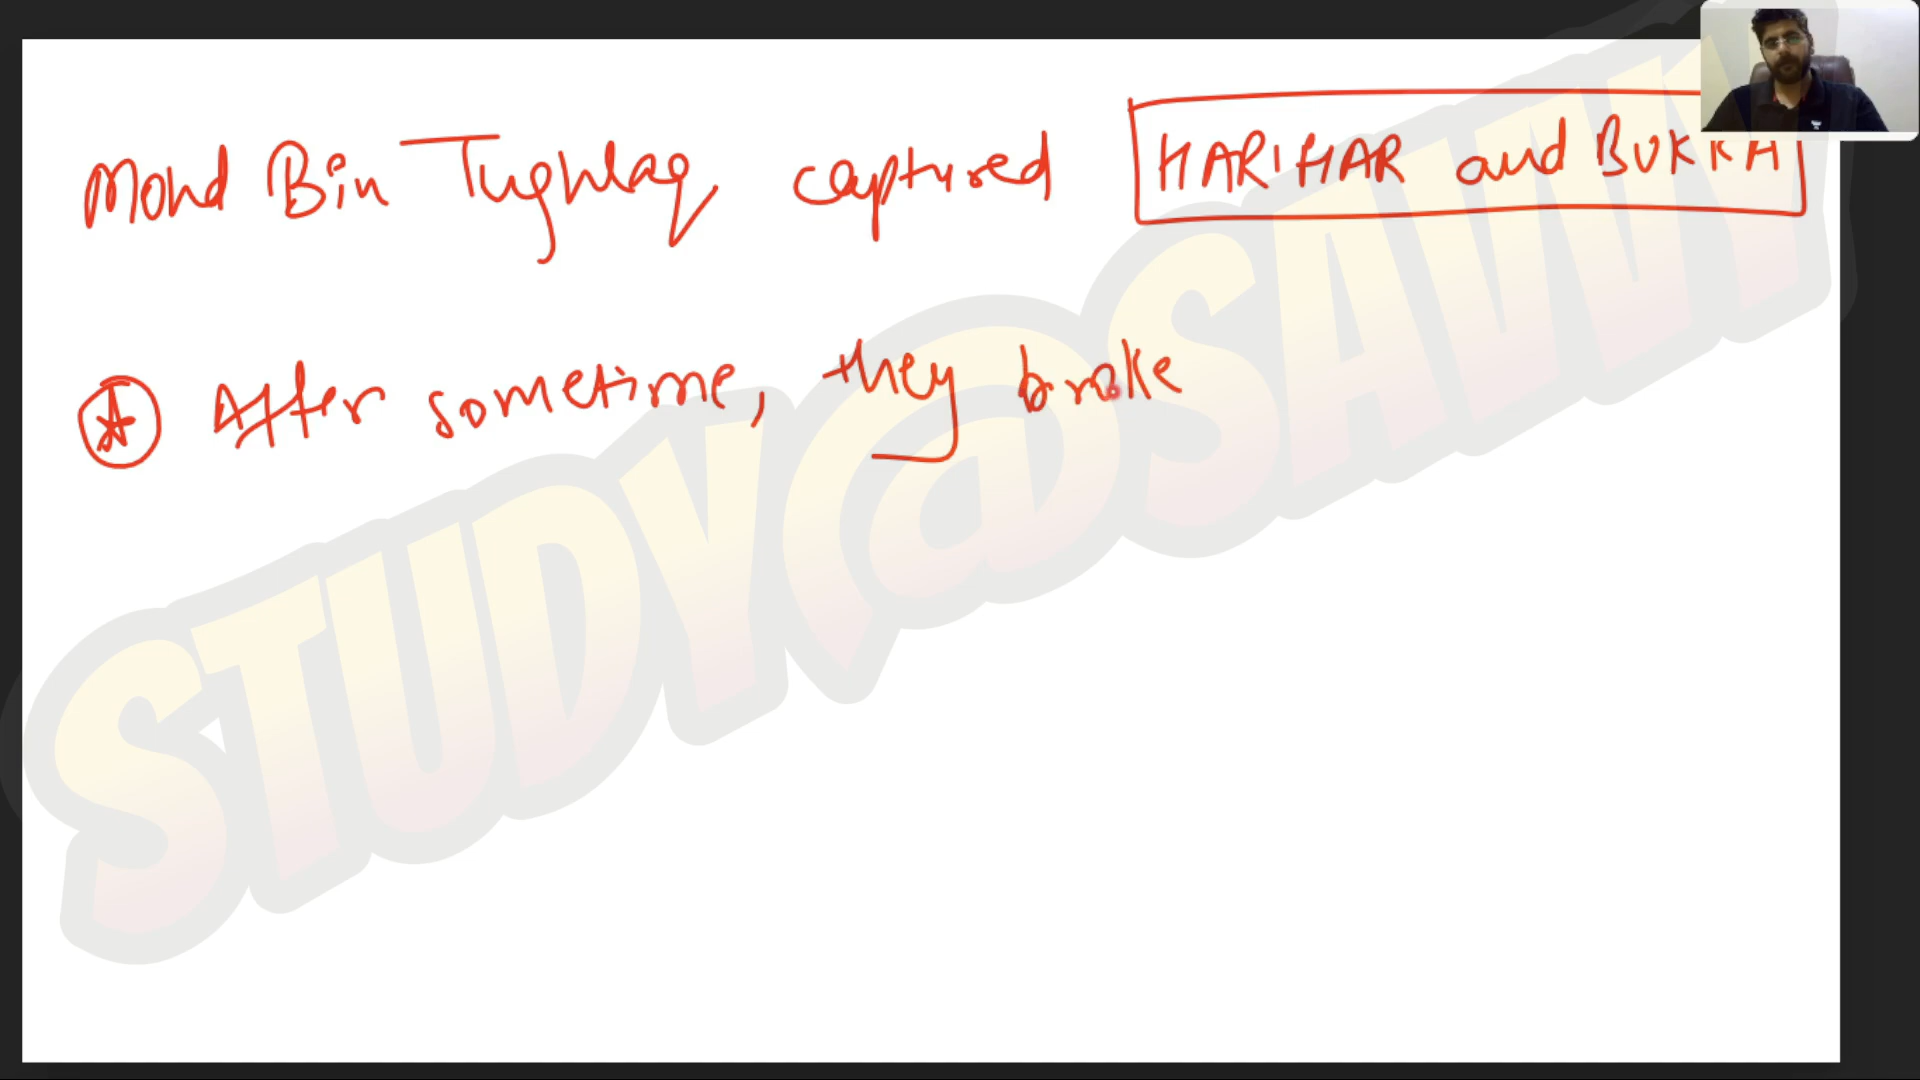 Mohd Bin Tughlaq captured HARIHAR and BUKKA
After sometime, they broke
STUDY@SAVVY